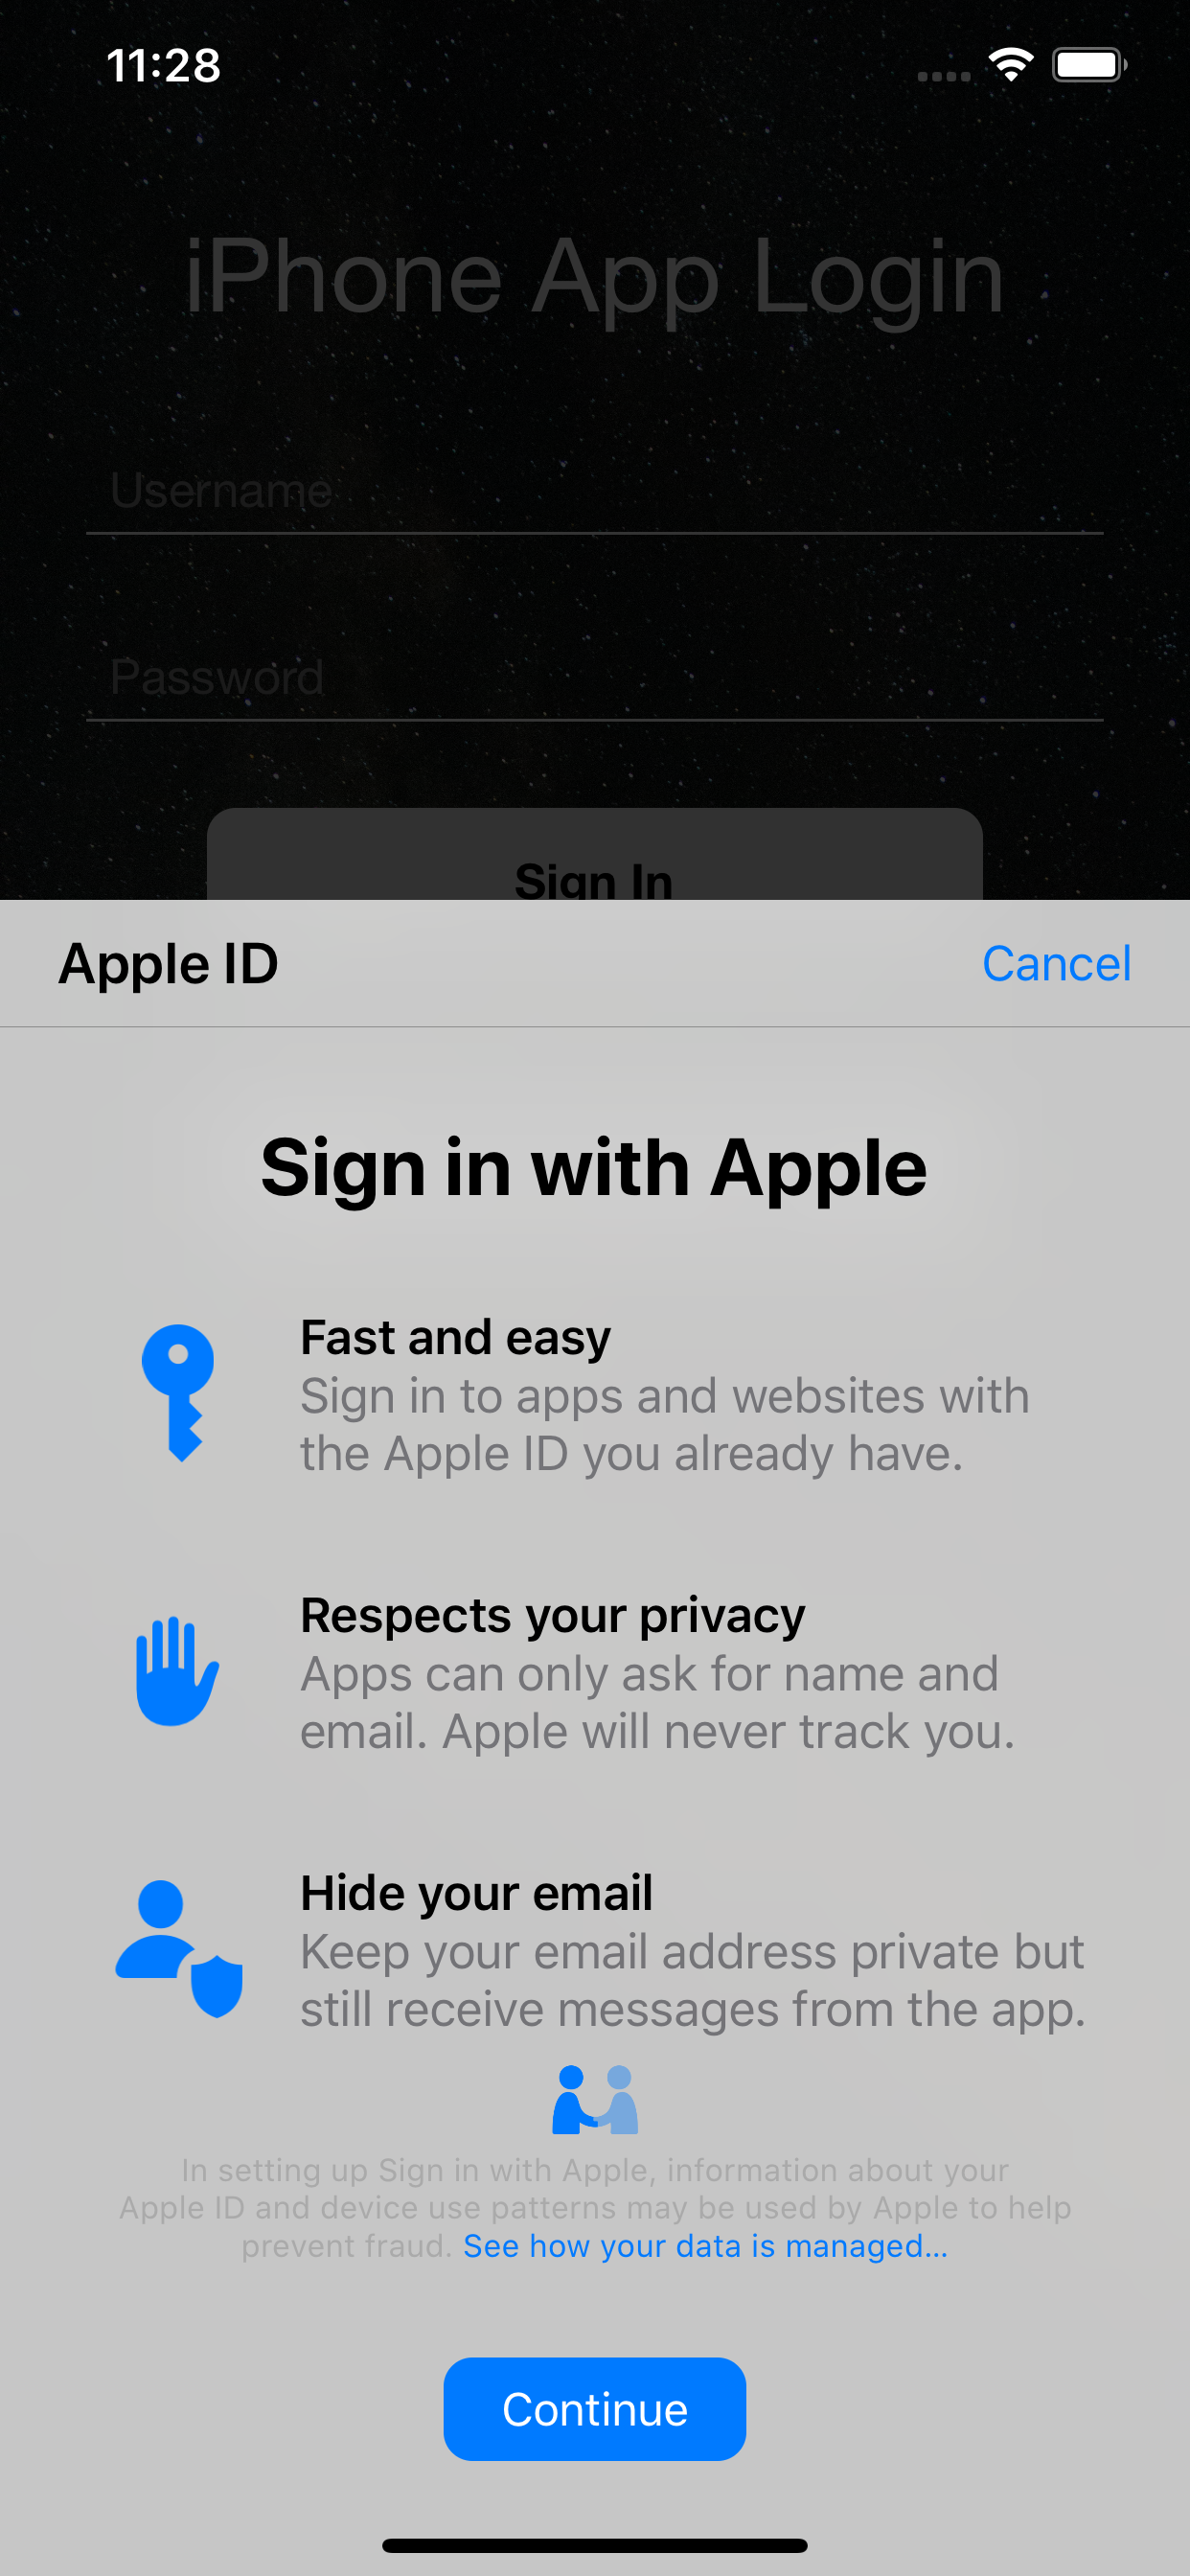 11:28
iPhone App Login
Username
Password
Sign In
Apple ID
Cancel
Sign in with Apple
Fast and easy
Sign in to apps and websites with
the Apple ID you already have.
Respects your privacy
Apps can only ask for name and
email. Apple will never track you.
Hide your email
Keep your email address private but
still receive messages from the app.
In setting up Sign in with Apple, information about your
Apple ID and device use patterns may be used by Apple to help
prevent fraud. See how your data is managed...
Continue